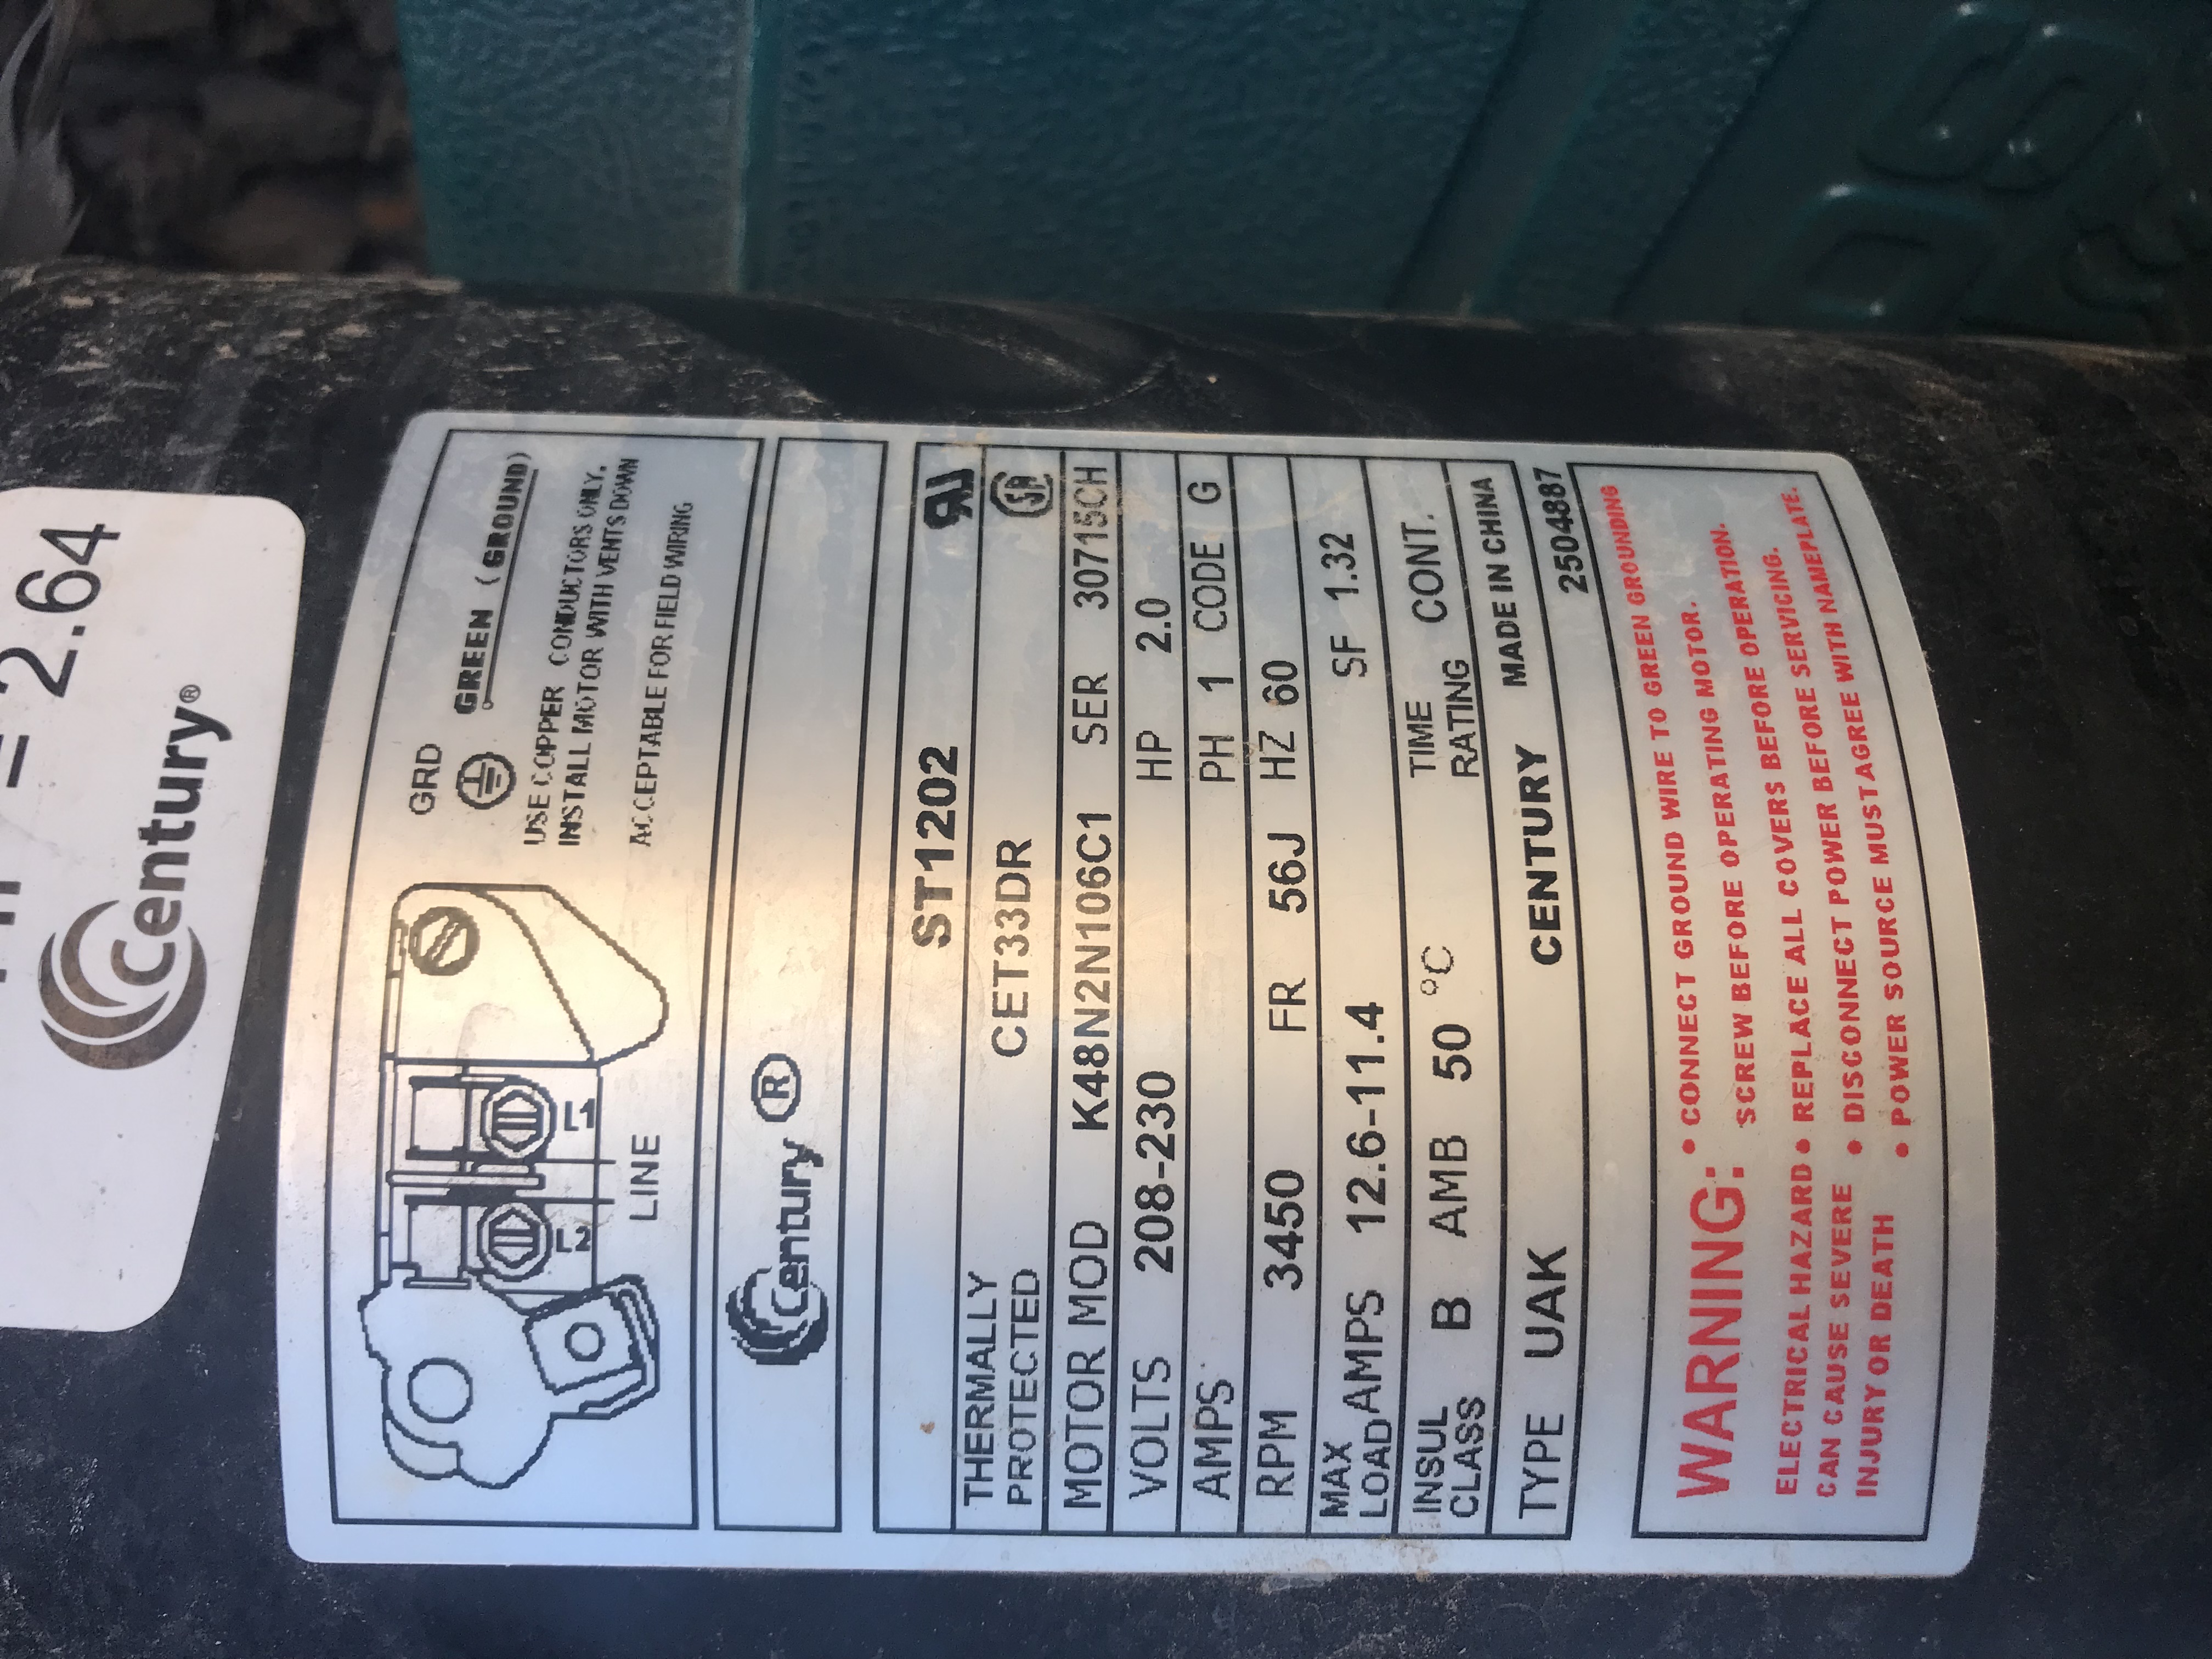 = 2.64
Century®
GRD
GREEN (GROUND)
USE COPPER CONDUCTORS ONLY.
INSTALL MOTOR WITH VENTS DOWN
ACCEPTABLE FOR FIELD WIRING
L2 L1
LINE
Century®
ST1202
THERMALLY PROTECTED CET33DR
MOTOR MOD K48N2N106C1 SER 30715CH
VOLTS 208-230 HP 2.0
AMPS PH 1 CODE G
RPM 3450 FR 56J HZ 60
MAX LOAD AMPS 12.6-11.4 SF 1.32
INSUL CLASS B AMB 50 °C TIME RATING CONT.
TYPE UAK CENTURY MADE IN CHINA
2504887
WARNING:
ELECTRICAL HAZARD
CAN CAUSE SEVERE
INJURY OR DEATH
• CONNECT GROUND WIRE TO GREEN GROUNDING
SCREW BEFORE OPERATING MOTOR.
• REPLACE ALL COVERS BEFORE OPERATION.
• DISCONNECT POWER BEFORE SERVICING.
• POWER SOURCE MUST AGREE WITH NAMEPLATE.